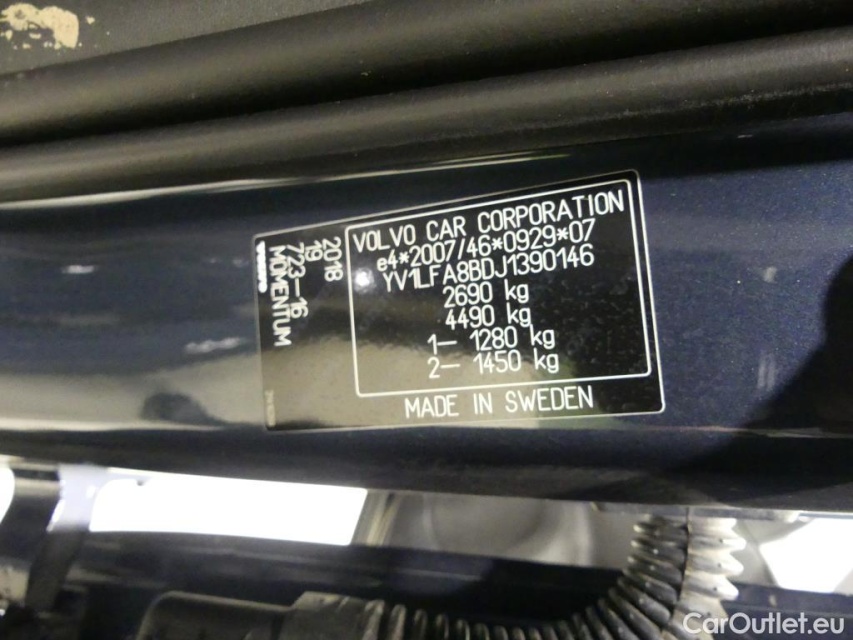 VOLVO
2018
19
723-16
MOMENTUM
VOLVO CAR CORPORATION
e4*2007/46*0929*07
YV1LFA8BDJ1390146
2690 kg
4490 kg
1– 1280 kg
2– 1450 kg
MADE IN SWEDEN
CarOutlet.eu